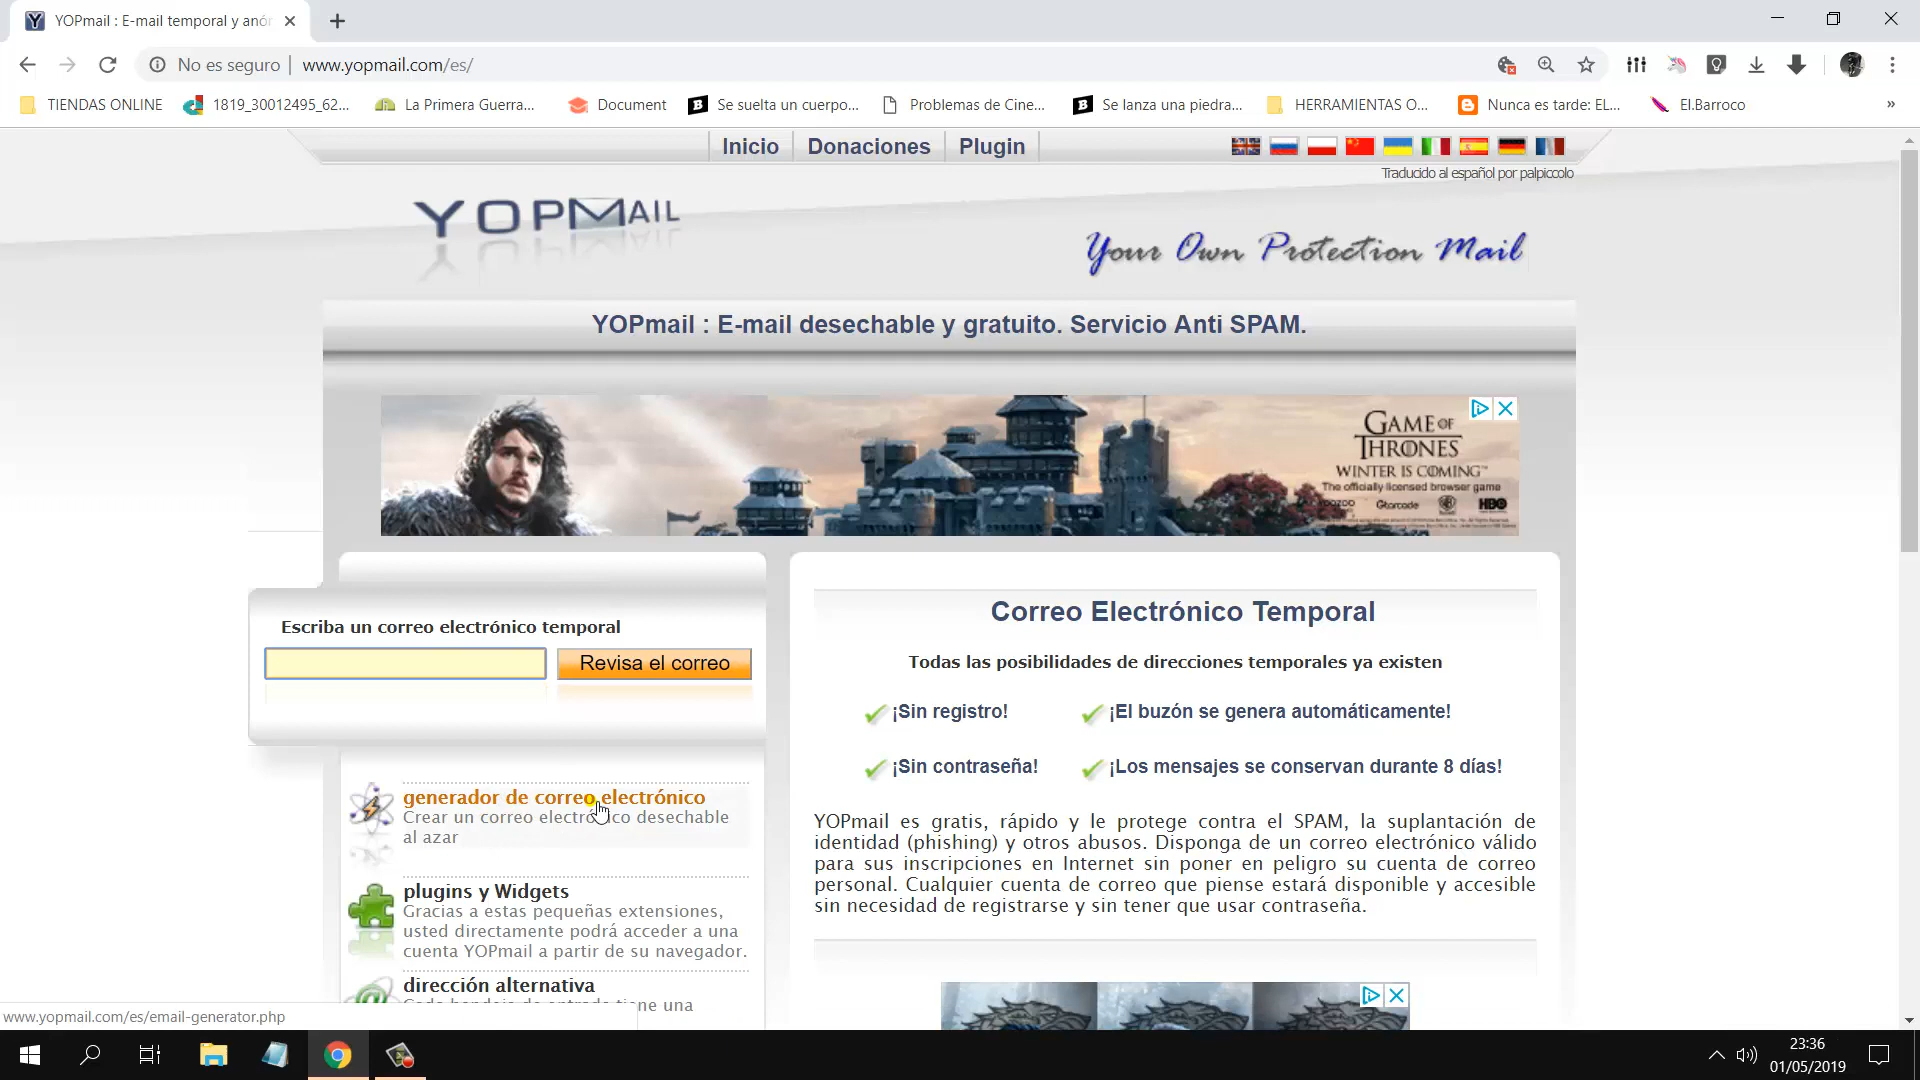 YOPmail : E-mail temporal y anón
No es seguro | www.yopmail.com/es/
TIENDAS ONLINE
1819_30012495_62...
La Primera Guerra...
Document
Se suelta un cuerpo...
Problemas de Cine...
Se lanza una piedra...
HERRAMIENTAS O...
Nunca es tarde: EL...
El.Barroco
»
Inicio
Donaciones
Plugin
Traducido al español por palpiccolo
YOPMAIL
Your Own Protection Mail
YOPmail : E-mail desechable y gratuito. Servicio Anti SPAM.
GAME OF
THRONES
WINTER IS COMING™
The officially licensed browser game
YOOZOO Gtarcade HBO
Escriba un correo electrónico temporal
Revisa el correo
generador de correo electrónico
Crear un correo electrónico desechable
al azar
plugins y Widgets
Gracias a estas pequeñas extensiones,
usted directamente podrá acceder a una
cuenta YOPmail a partir de su navegador.
dirección alternativa
Cada bandeja de entrada tiene una
Correo Electrónico Temporal
Todas las posibilidades de direcciones temporales ya existen
¡Sin registro!
¡El buzón se genera automáticamente!
¡Sin contraseña!
¡Los mensajes se conservan durante 8 días!
YOPmail es gratis, rápido y le protege contra el SPAM, la suplantación de
identidad (phishing) y otros abusos. Disponga de un correo electrónico válido
para sus inscripciones en Internet sin poner en peligro su cuenta de correo
personal. Cualquier cuenta de correo que piense estará disponible y accesible
sin necesidad de registrarse y sin tener que usar contraseña.
www.yopmail.com/es/email-generator.php
23:36
01/05/2019